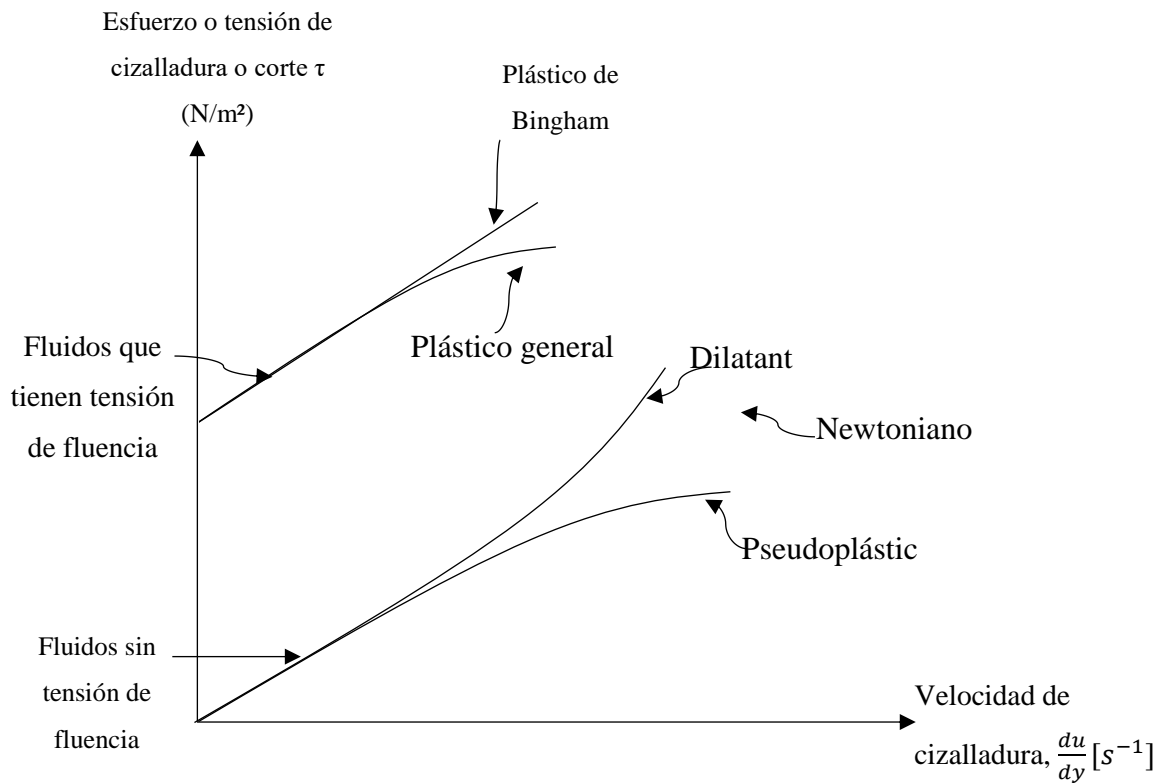 Esfuerzo o tensión de
cizalladura o corte τ
(N/m²)
Plástico de
Bingham
Fluidos que
tienen tensión
de fluencia
Plástico general
Dilatant
Newtoniano
Pseudoplástic
Fluidos sin
tensión de
fluencia
Velocidad de
cizalladura, du/dy [s⁻¹]